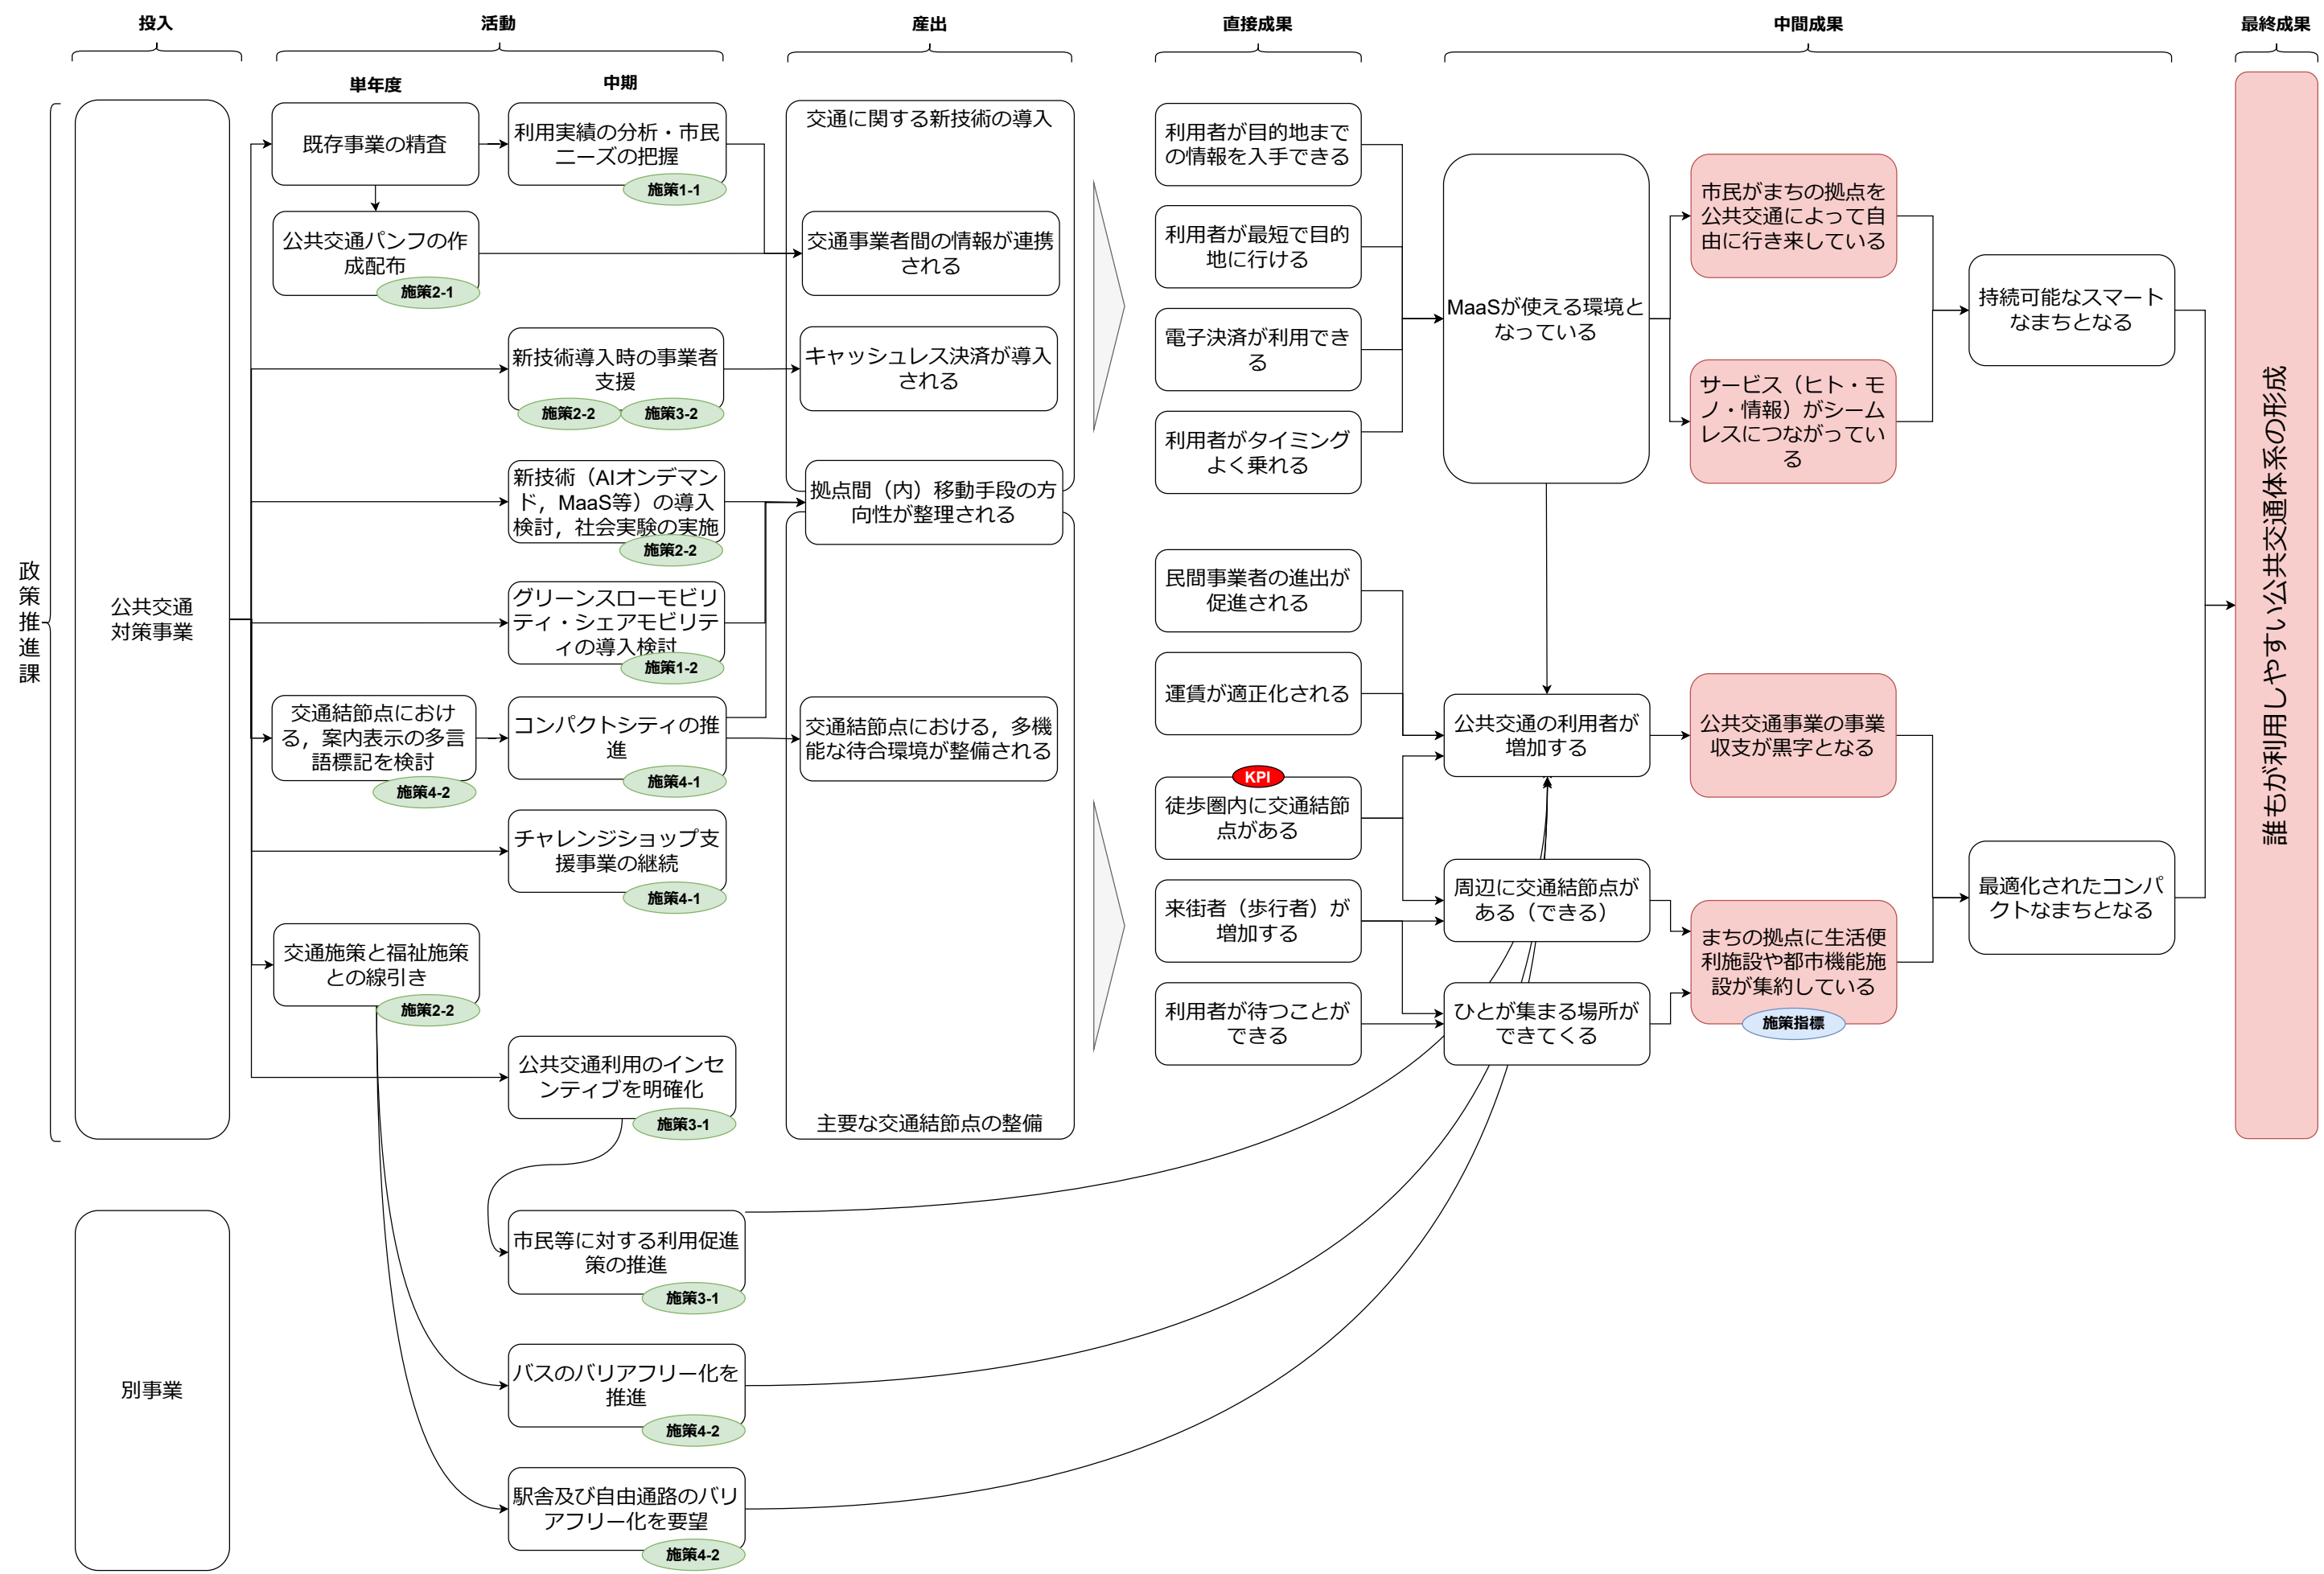 投入
活動
産出
直接成果
中間成果
最終成果
単年度
中期
政
策
推
進
課
公共交通
対策事業
別事業
既存事業の精査
公共交通パンフの作
成配布
施策2-1
交通結節点におけ
る，案内表示の多言
語標記を検討
施策4-2
交通施策と福祉施策
との線引き
施策2-2
利用実績の分析・市民
ニーズの把握
施策1-1
新技術導入時の事業者
支援
施策2-2
施策3-2
新技術（AIオンデマン
ド，MaaS等）の導入
検討，社会実験の実施
施策2-2
グリーンスローモビリ
ティ・シェアモビリテ
ィの導入検討
施策1-2
コンパクトシティの推
進
施策4-1
チャレンジショップ支
援事業の継続
施策4-1
公共交通利用のインセ
ンティブを明確化
施策3-1
市民等に対する利用促進
策の推進
施策3-1
バスのバリアフリー化を
推進
施策4-2
駅舎及び自由通路のバリ
アフリー化を要望
施策4-2
交通に関する新技術の導入
交通事業者間の情報が連携
される
キャッシュレス決済が導入
される
拠点間（内）移動手段の方
向性が整理される
交通結節点における，多機
能な待合環境が整備される
主要な交通結節点の整備
利用者が目的地まで
の情報を入手できる
利用者が最短で目的
地に行ける
電子決済が利用でき
る
利用者がタイミング
よく乗れる
民間事業者の進出が
促進される
運賃が適正化される
KPI
徒歩圏内に交通結節
点がある
来街者（歩行者）が
増加する
利用者が待つことが
できる
MaaSが使える環境と
なっている
公共交通の利用者が
増加する
周辺に交通結節点が
ある（できる）
ひとが集まる場所が
できてくる
市民がまちの拠点を
公共交通によって自
由に行き来している
サービス（ヒト・モ
ノ・情報）がシーム
レスにつながってい
る
公共交通事業の事業
収支が黒字となる
まちの拠点に生活便
利施設や都市機能施
設が集約している
施策指標
持続可能なスマート
なまちとなる
最適化されたコンパ
クトなまちとなる
誰もが利用しやすい公共交通体系の形成